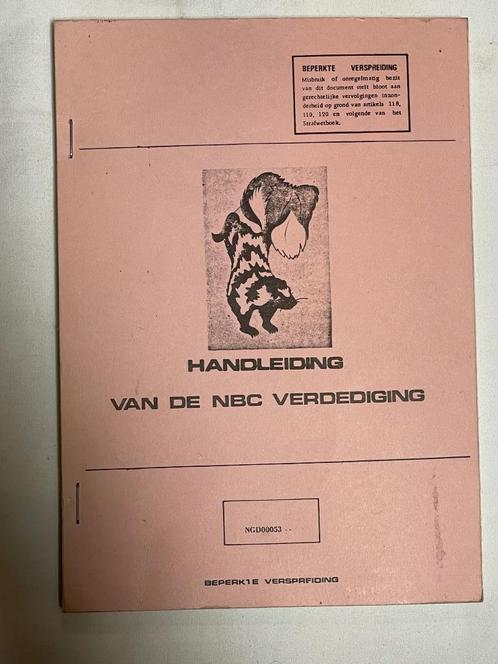 BEPERKTE VERSPREIDING
Misbruik of onregelmatig bezit
van dit document stelt bloot aan
gerechtelijke vervolgingen inzon-
derheid op grond van artikels 118,
119, 120 en volgende van het
Strafwetboek.
HANDLEIDING
VAN DE NBC VERDEDIGING
NGD00053 --
BEPERKTE VERSPREIDING